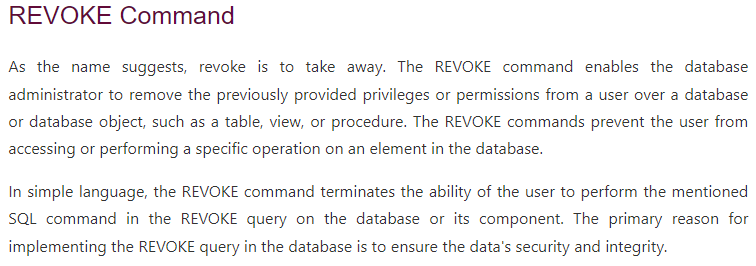 REVOKE Command
As the name suggests, revoke is to take away. The REVOKE command enables the database
administrator to remove the previously provided privileges or permissions from a user over a database
or database object, such as a table, view, or procedure. The REVOKE commands prevent the user from
accessing or performing a specific operation on an element in the database.
In simple language, the REVOKE command terminates the ability of the user to perform the mentioned
SQL command in the REVOKE query on the database or its component. The primary reason for
implementing the REVOKE query in the database is to ensure the data's security and integrity.